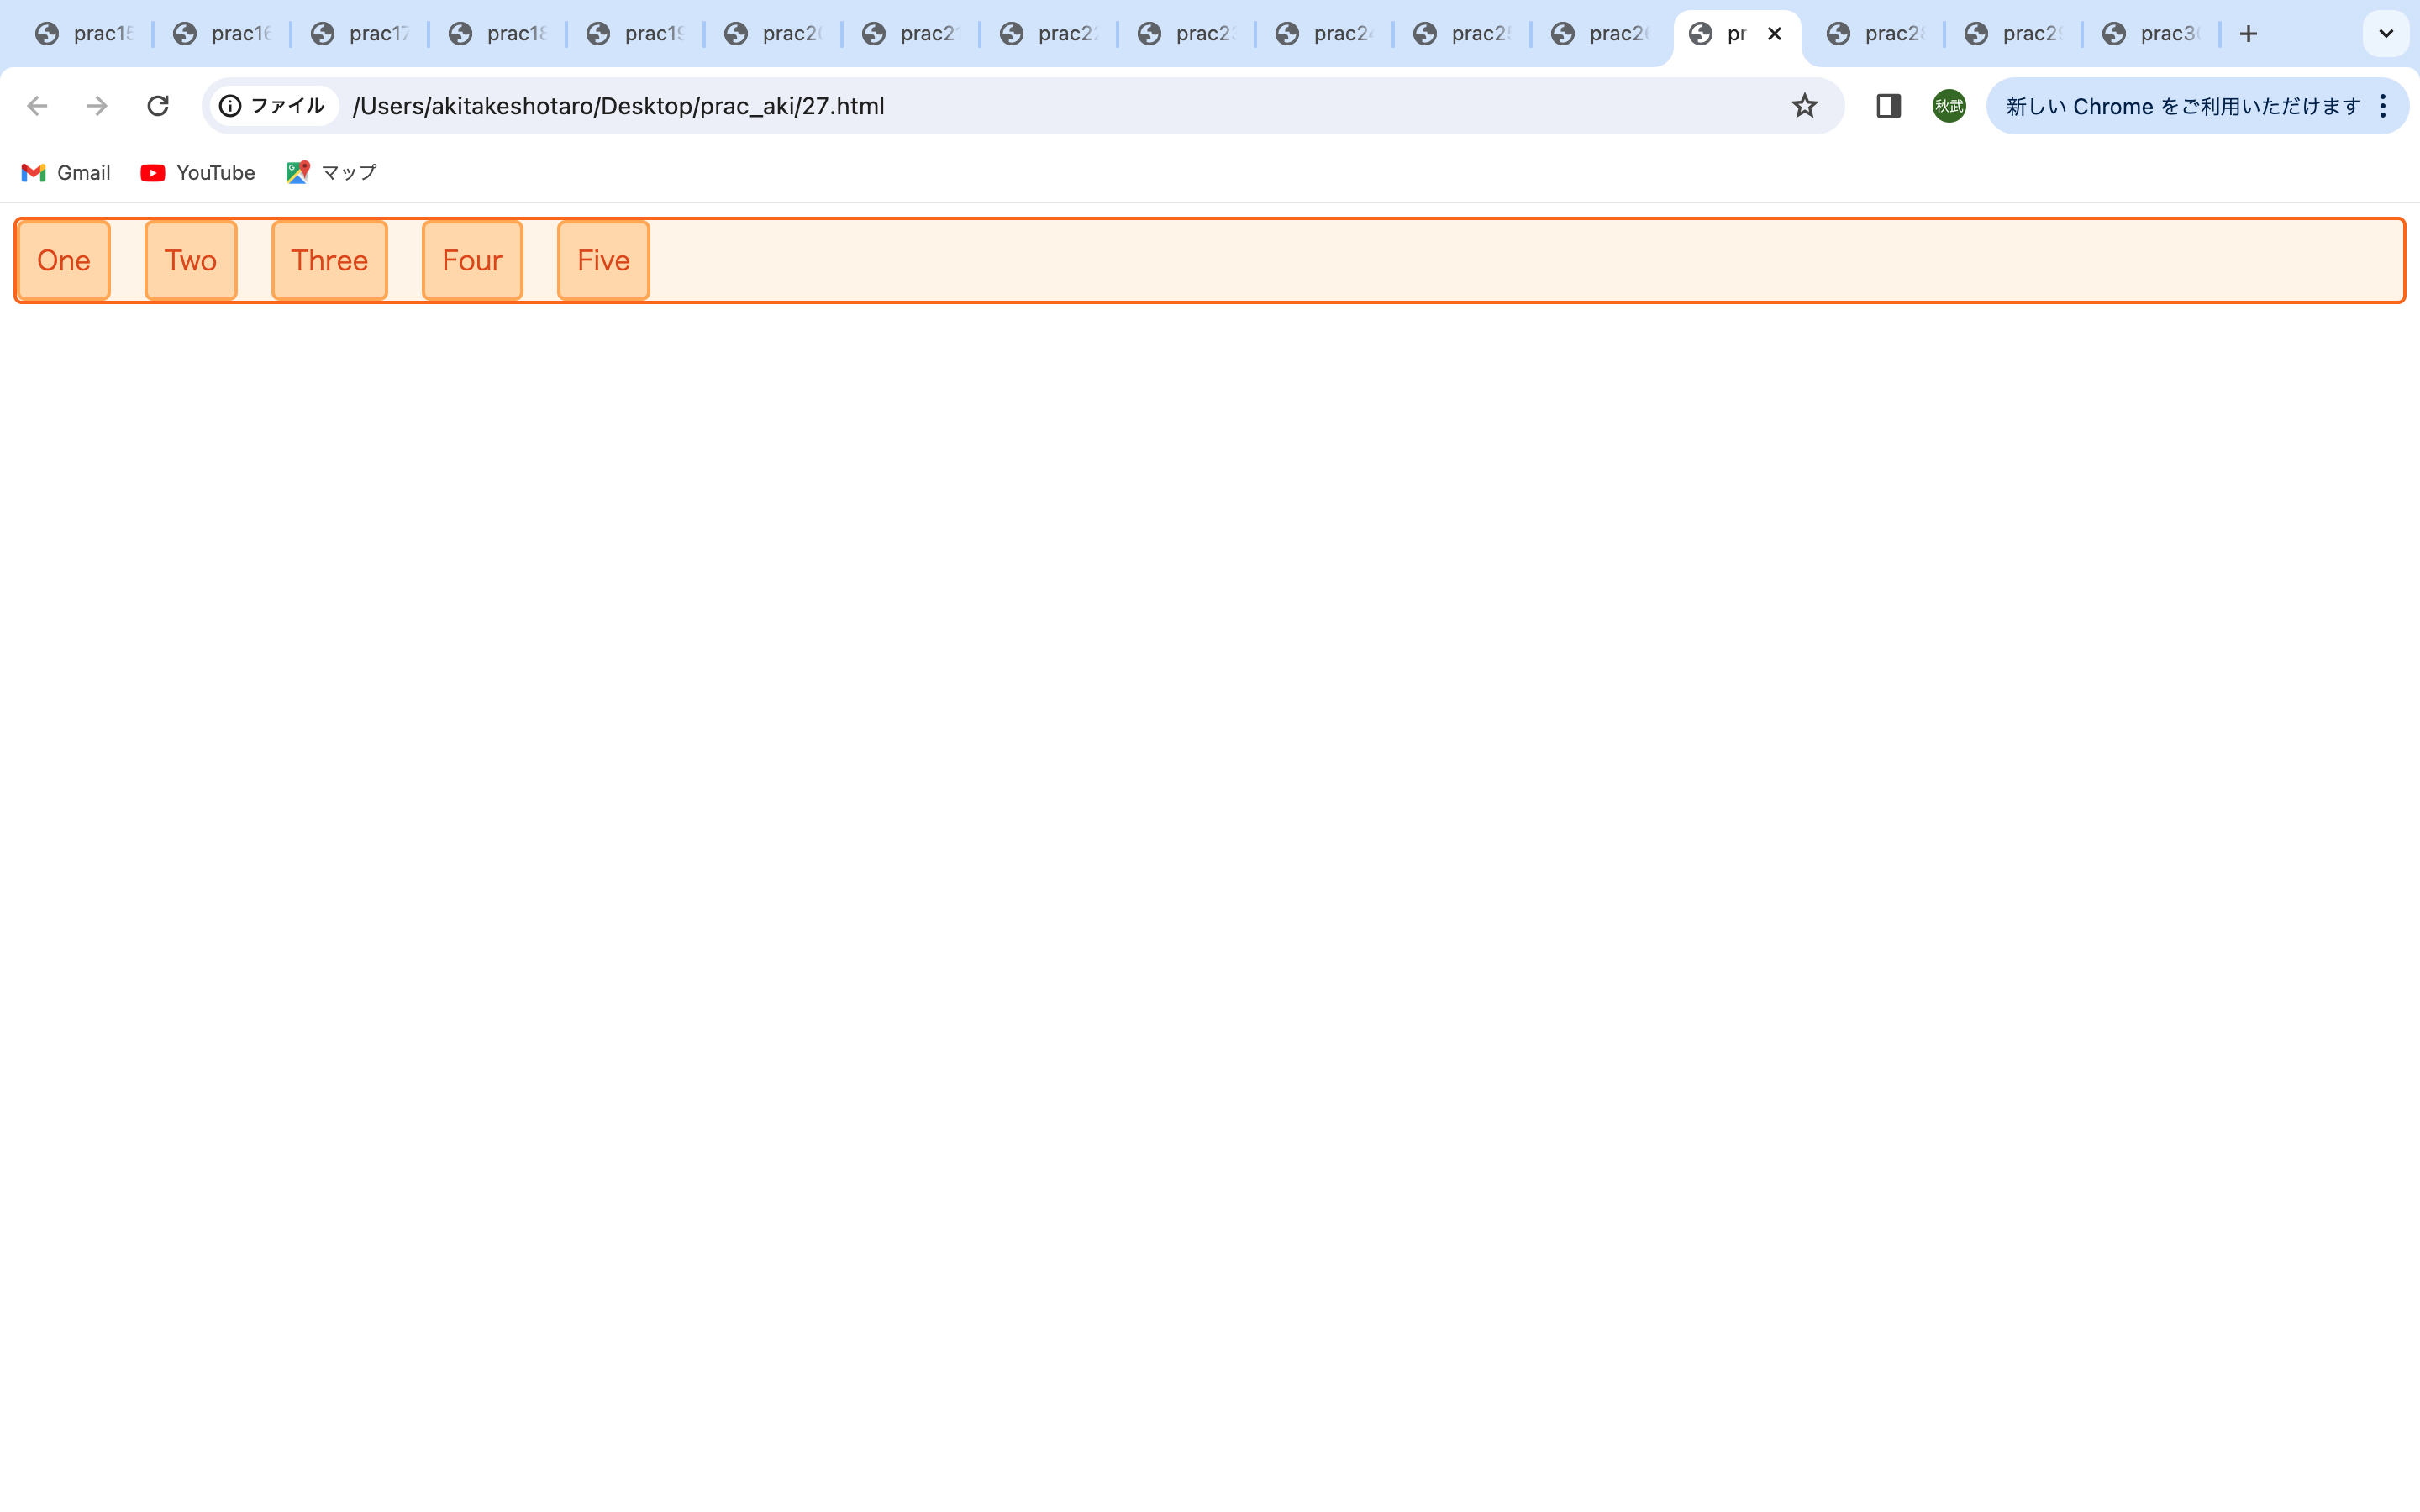 prac15 prac16 prac17 prac18 prac19 prac20 prac21 prac22 prac23 prac24 prac25 prac26 pr prac28 prac29 prac30
ファイル /Users/akitakeshotaro/Desktop/prac_aki/27.html 秋武 新しい Chrome をご利用いただけます
Gmail YouTube マップ
One Two Three Four Five